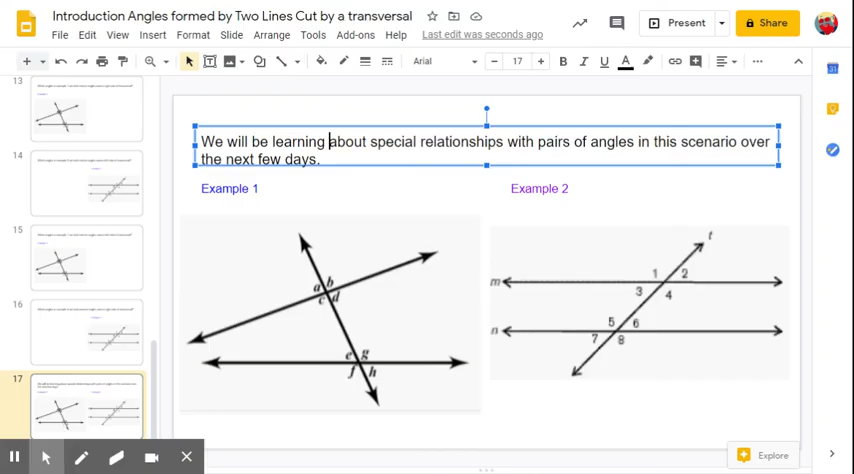 Introduction Angles formed by Two Lines Cut by a transversal
File Edit View Insert Format Slide Arrange Tools Add-ons Help Last edit was seconds ago
Present
Share
Arial
17
B I U A
13
14
15
16
17
We will be learning about special relationships with pairs of angles in this scenario over
the next few days.
Example 1
Example 2
a b
c d
e g
f h
t
m
1 2
3 4
n
5 6
7 8
31
Explore